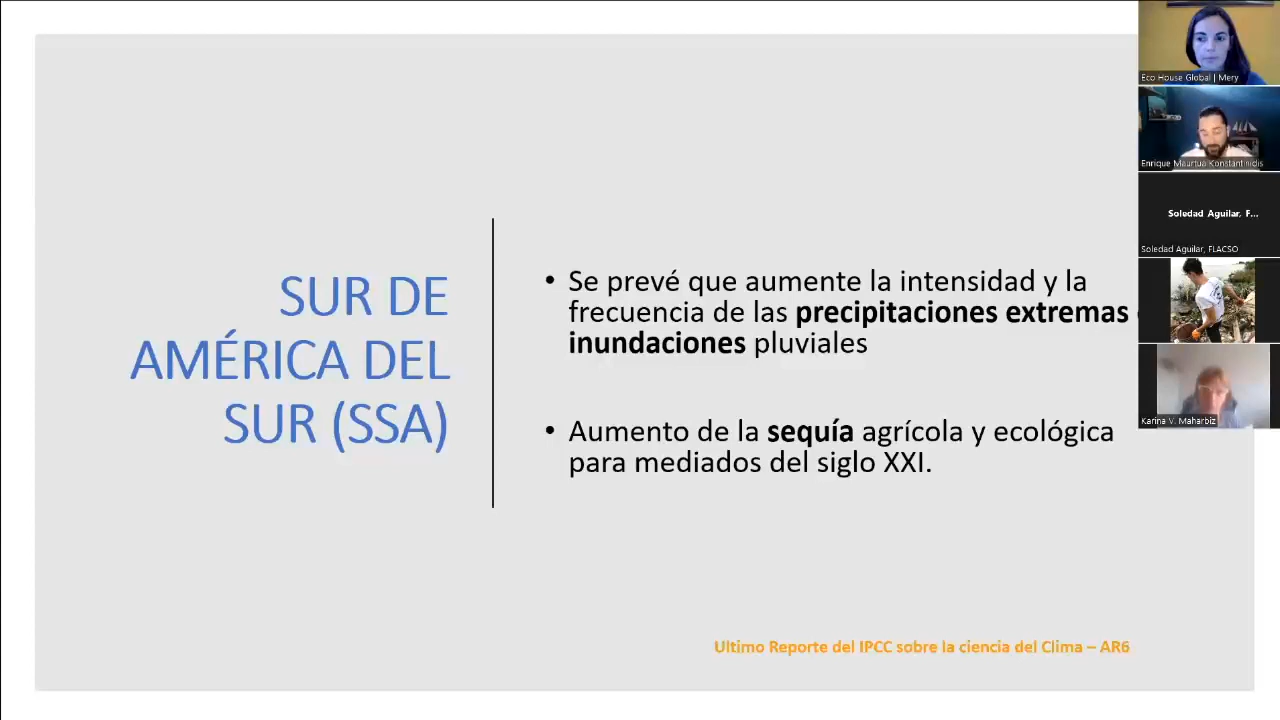 SUR DE
AMÉRICA DEL
SUR (SSA)
• Se prevé que aumente la intensidad y la
frecuencia de las precipitaciones extremas
inundaciones pluviales
• Aumento de la sequía agrícola y ecológica
para mediados del siglo XXI.
Ultimo Reporte del IPCC sobre la ciencia del Clima – AR6
Eco House Global | Mery
Enrique Maurtua Konstantinidis
Soledad Aguilar, F...
Soledad Aguilar, FLACSO
Karina V. Maharbiz